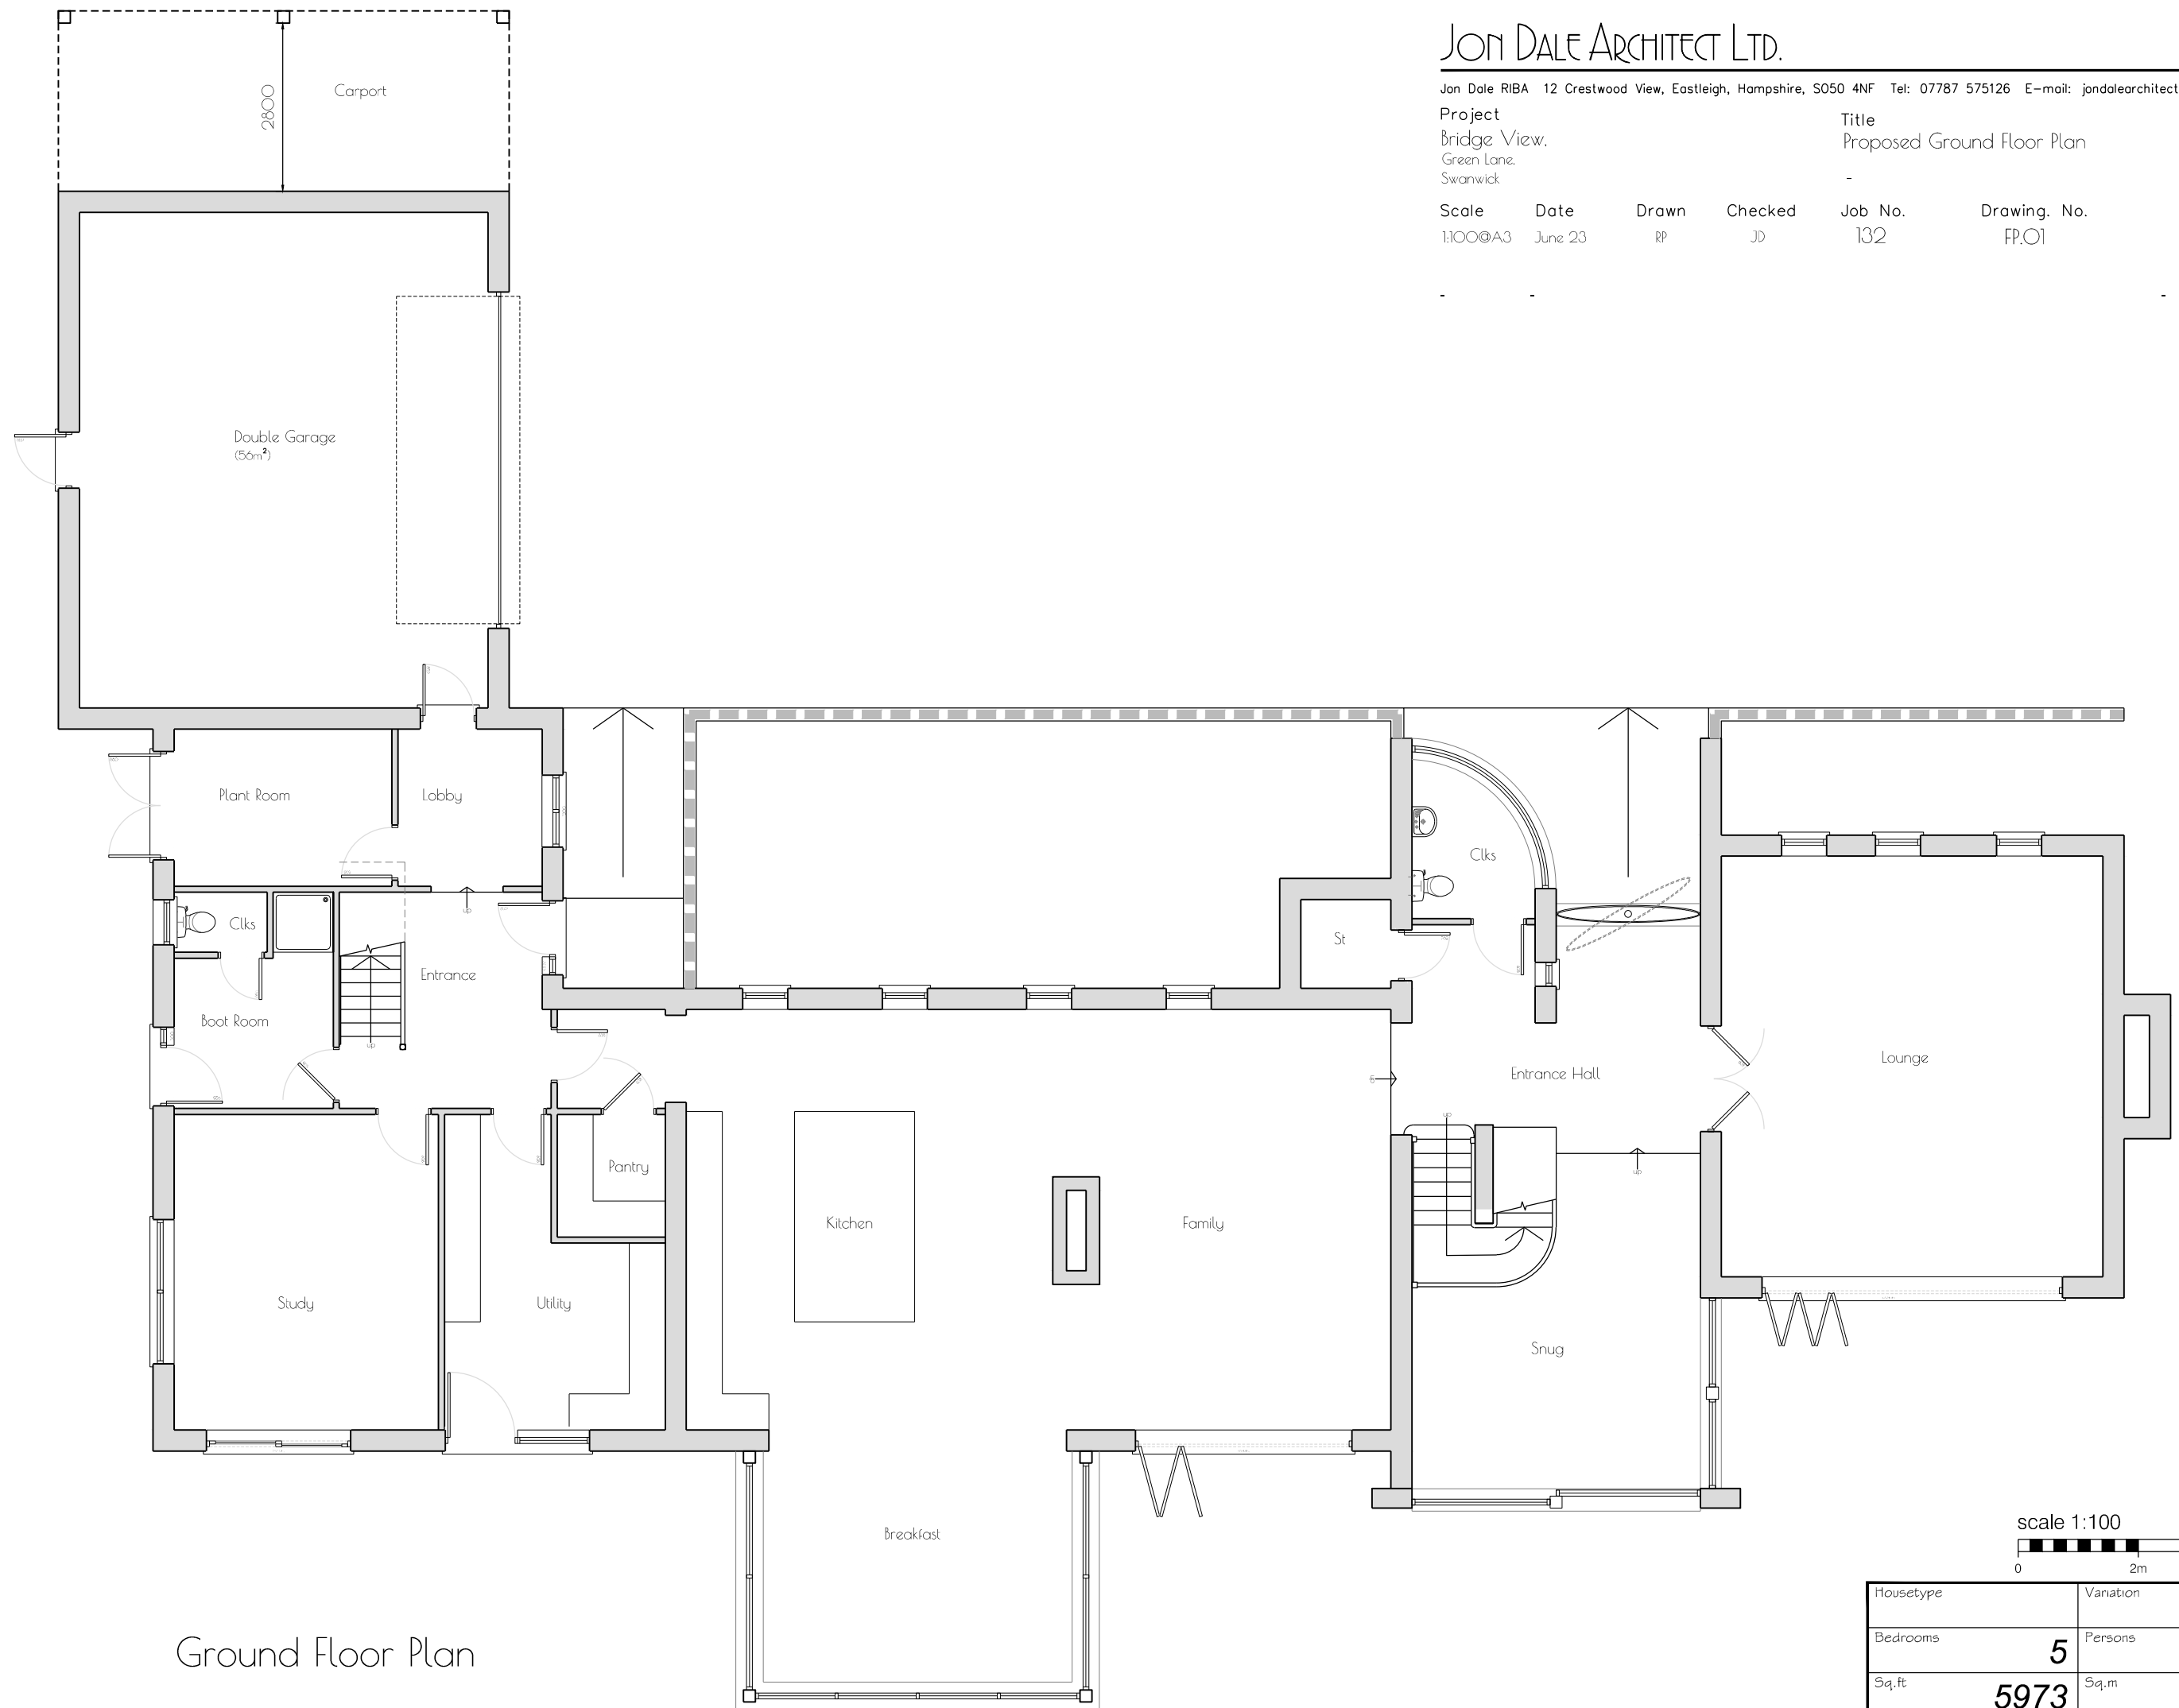 JON DALE ARCHITECT LTD.
Jon Dale RIBA 12 Crestwood View, Eastleigh, Hampshire, SO50 4NF Tel: 07787 575126 E-mail: jondalearchitect
Project
Title
Bridge View,
Proposed Ground Floor Plan
Green Lane,
Swanwick
-
Scale Date Drawn Checked Job No. Drawing. No.
1:100@A3 June 23 RP JD 132 FP.01
- - -
Carport
2800
Double Garage
(56m²)
Plant Room
Lobby
Clks
up
Clks
St
Entrance
Boot Room
up
Entrance Hall
Lounge
up
up
Pantry
Kitchen
Family
Study
Utility
Snug
Breakfast
scale 1:100
0 2m
Housetype Variation
Bedrooms 5 Persons
Sq.ft 5973 Sq.m
Ground Floor Plan